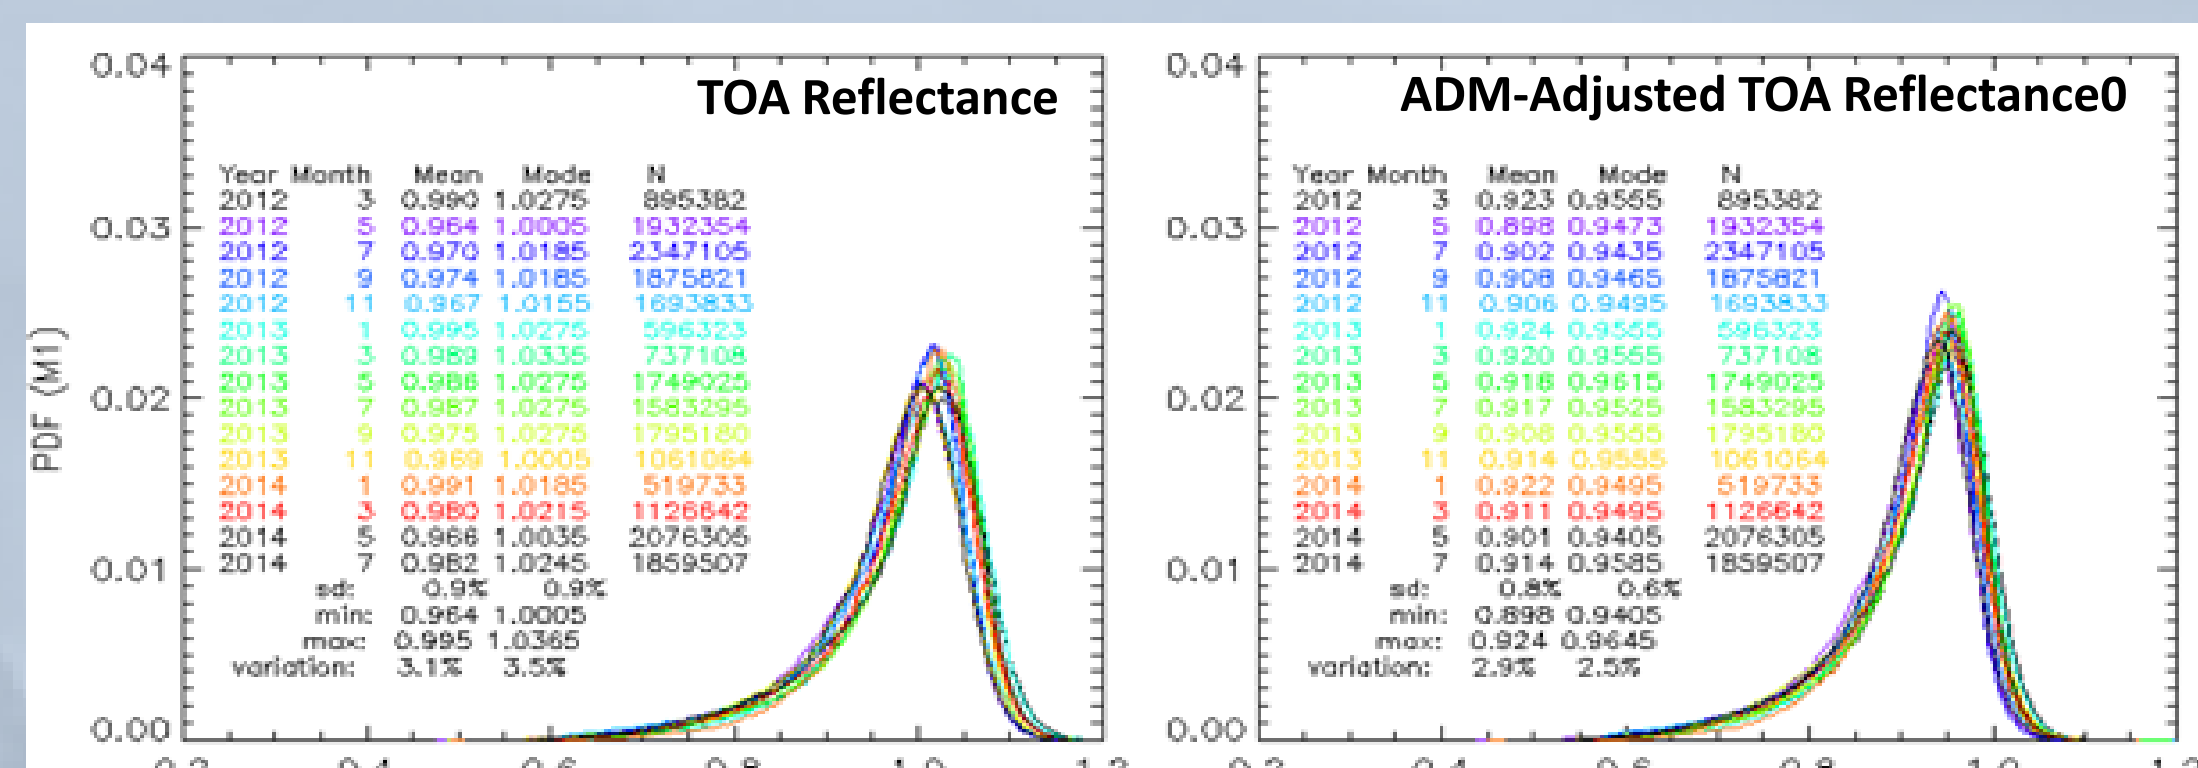 TOA Reflectance
0.04
0.03
0.02
0.01
0.00
PDF (M1)
Year Month Mean Mode N
2012 3 0.990 1.0275 895382
2012 5 0.964 1.0005 1932354
2012 7 0.970 1.0185 2347105
2012 9 0.974 1.0185 1875821
2012 11 0.967 1.0155 1693833
2013 1 0.995 1.0275 596323
2013 3 0.989 1.0335 737108
2013 5 0.988 1.0275 1749025
2013 7 0.987 1.0275 1583295
2013 9 0.975 1.0275 1795180
2013 11 0.969 1.0005 1061064
2014 1 0.991 1.0185 519733
2014 3 0.980 1.0215 1126642
2014 5 0.966 1.0035 2076305
2014 7 0.982 1.0245 1859507
sd: 0.9% 0.9%
min: 0.964 1.0005
max: 0.995 1.0365
variation: 3.1% 3.5%
ADM-Adjusted TOA Reflectance0
0.04
0.03
0.02
0.01
0.00
Year Month Mean Mode N
2012 3 0.923 0.9565 895382
2012 5 0.898 0.9473 1932354
2012 7 0.902 0.9435 2347105
2012 9 0.908 0.9465 1875821
2012 11 0.906 0.9495 1693833
2013 1 0.924 0.9555 596323
2013 3 0.920 0.9565 737108
2013 5 0.918 0.9615 1749025
2013 7 0.917 0.9525 1583295
2013 9 0.908 0.9555 1795180
2013 11 0.914 0.9555 1061064
2014 1 0.922 0.9495 519733
2014 3 0.911 0.9495 1126642
2014 5 0.901 0.9405 2076305
2014 7 0.914 0.9585 1859507
sd: 0.8% 0.6%
min: 0.898 0.9405
max: 0.924 0.9645
variation: 2.9% 2.5%